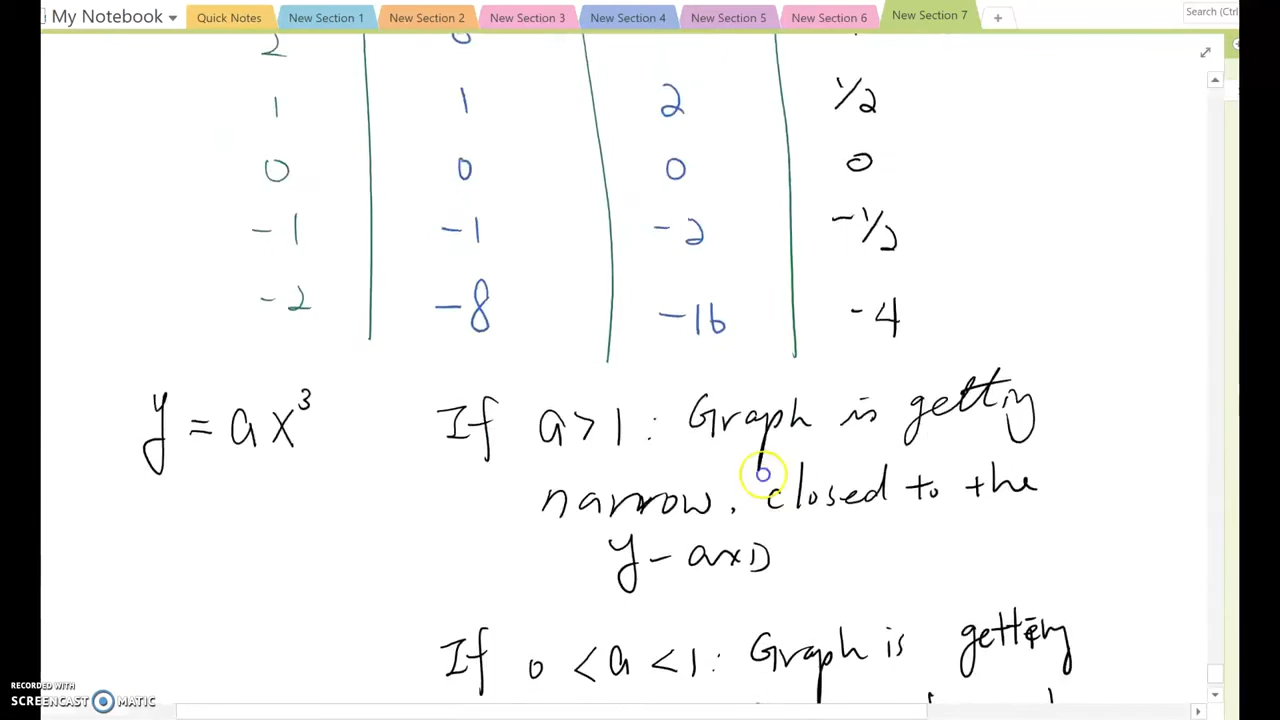 My Notebook Quick Notes New Section 1 New Section 2 New Section 3 New Section 4 New Section 5 New Section 6 New Section 7 + Search (Ctrl
2
1 1 2 1/2
0 0 0 0
-1 -1 -2 -1/2
-2 -8 -16 -4
y = ax³ If a > 1 : Graph is getting
narrow. closed to the
y - axis
If 0 < a < 1 : Graph is getting
RECORDED WITH
SCREENCAST MATIC